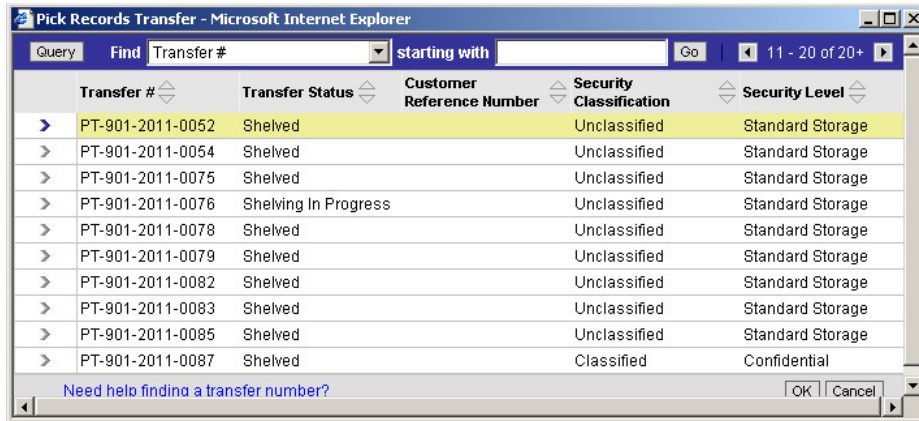 Pick Records Transfer - Microsoft Internet Explorer
Query Find Transfer # starting with Go 11 - 20 of 20+
Transfer # Transfer Status Customer Reference Number Security Classification Security Level
PT-901-2011-0052 Shelved Unclassified Standard Storage
PT-901-2011-0054 Shelved Unclassified Standard Storage
PT-901-2011-0075 Shelved Unclassified Standard Storage
PT-901-2011-0076 Shelving In Progress Unclassified Standard Storage
PT-901-2011-0078 Shelved Unclassified Standard Storage
PT-901-2011-0079 Shelved Unclassified Standard Storage
PT-901-2011-0082 Shelved Unclassified Standard Storage
PT-901-2011-0083 Shelved Unclassified Standard Storage
PT-901-2011-0085 Shelved Unclassified Standard Storage
PT-901-2011-0087 Shelved Classified Confidential
Need help finding a transfer number? OK Cancel